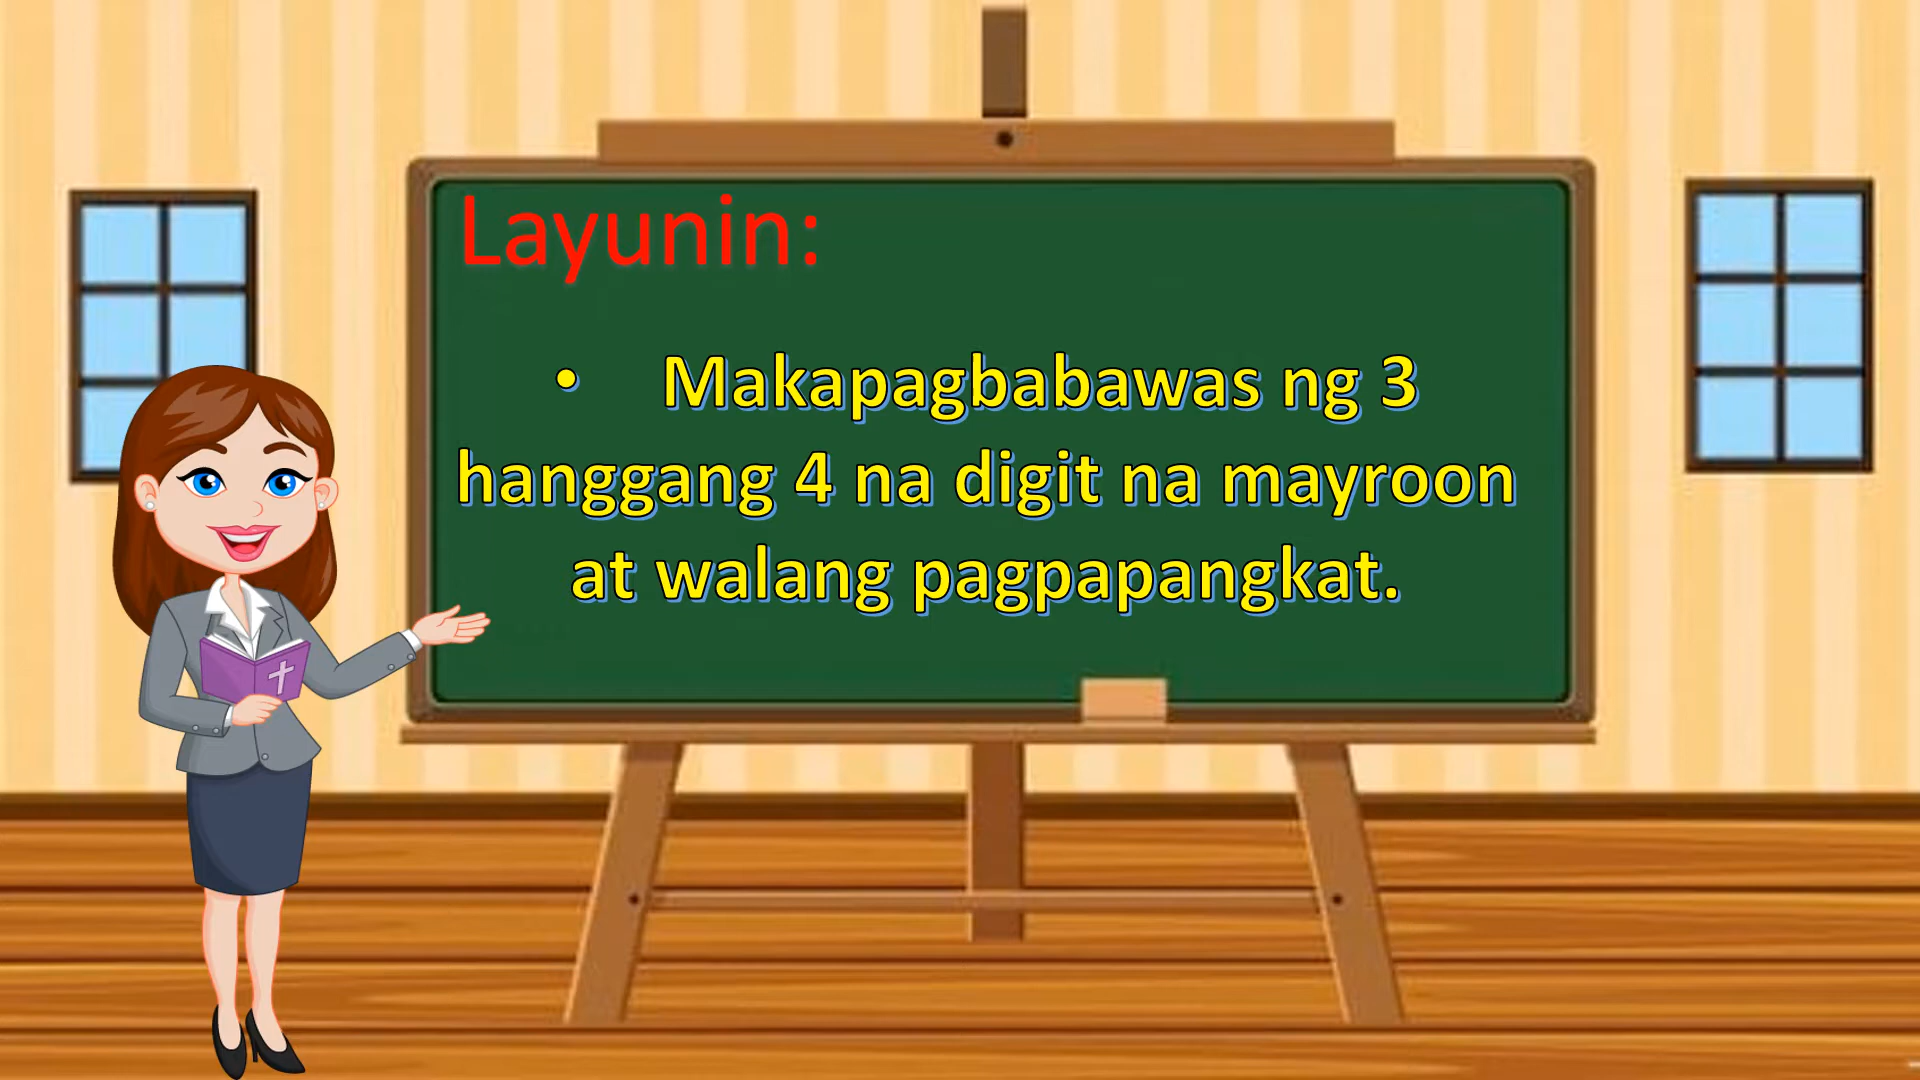 Layunin:
• Makapagbabawas ng 3
hanggang 4 na digit na mayroon
at walang pagpapangkat.